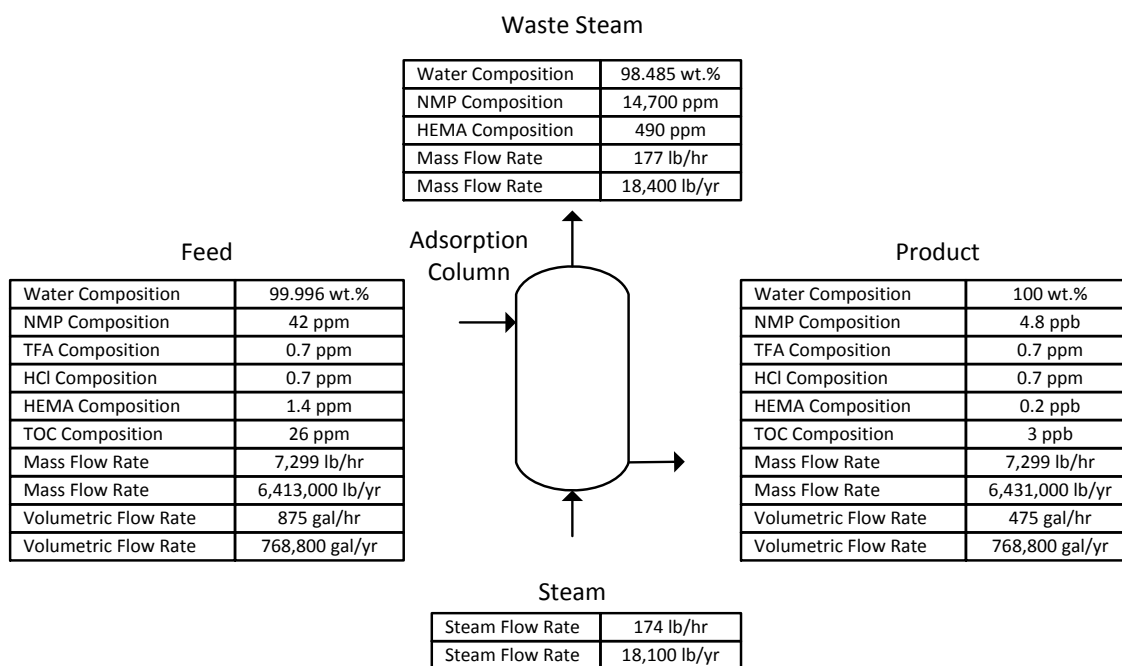 Waste Steam
Water Composition 98.485 wt.%
NMP Composition 14,700 ppm
HEMA Composition 490 ppm
Mass Flow Rate 177 lb/hr
Mass Flow Rate 18,400 lb/yr
Adsorption
Column
Feed
Water Composition 99.996 wt.%
NMP Composition 42 ppm
TFA Composition 0.7 ppm
HCl Composition 0.7 ppm
HEMA Composition 1.4 ppm
TOC Composition 26 ppm
Mass Flow Rate 7,299 lb/hr
Mass Flow Rate 6,413,000 lb/yr
Volumetric Flow Rate 875 gal/hr
Volumetric Flow Rate 768,800 gal/yr
Product
Water Composition 100 wt.%
NMP Composition 4.8 ppb
TFA Composition 0.7 ppm
HCl Composition 0.7 ppm
HEMA Composition 0.2 ppb
TOC Composition 3 ppb
Mass Flow Rate 7,299 lb/hr
Mass Flow Rate 6,431,000 lb/yr
Volumetric Flow Rate 475 gal/hr
Volumetric Flow Rate 768,800 gal/yr
Steam
Steam Flow Rate 174 lb/hr
Steam Flow Rate 18,100 lb/yr